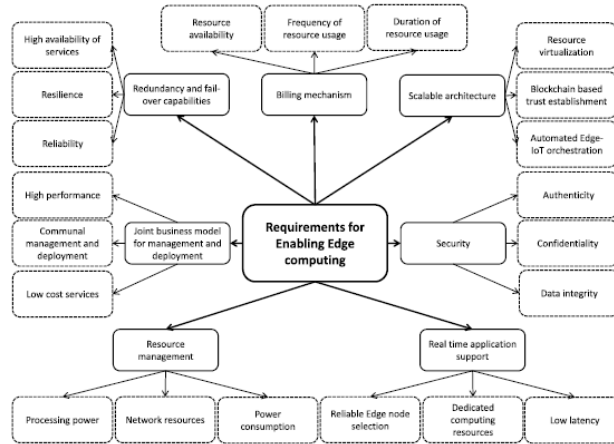 High availability of
services
Resilience
Reliability
Redundancy and fail-
over capabilities
Resource
availability
Frequency of
resource usage
Duration of
resource usage
Billing mechanism
Scalable architecture
Resource
virtualization
Blockchain based
trust establishment
Automated Edge-
IoT orchestration
High performance
Communal
management and
deployment
Low cost services
Joint business model
for management and
deployment
Requirements for
Enabling Edge
computing
Security
Authenticity
Confidentiality
Data integrity
Resource
management
Processing power
Network resources
Power
consumption
Real time application
support
Reliable Edge node
selection
Dedicated
computing
resources
Low latency